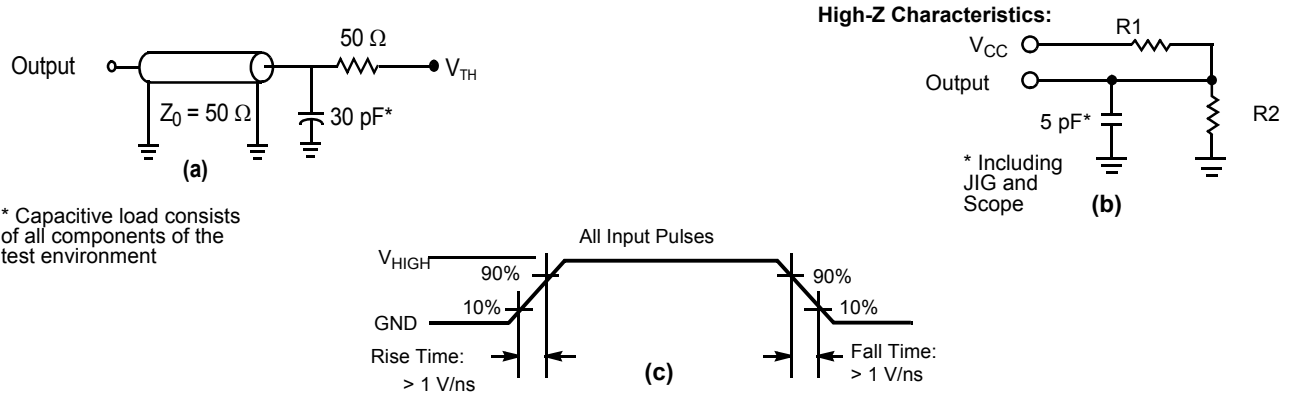 Output
50 Ω
V_TH
Z_0 = 50 Ω
30 pF*
(a)
* Capacitive load consists
of all components of the
test environment
High-Z Characteristics:
R1
V_CC
Output
5 pF*
R2
* Including
JIG and
Scope
(b)
All Input Pulses
V_HIGH
90%
90%
10%
10%
GND
Rise Time:
> 1 V/ns
(c)
Fall Time:
> 1 V/ns